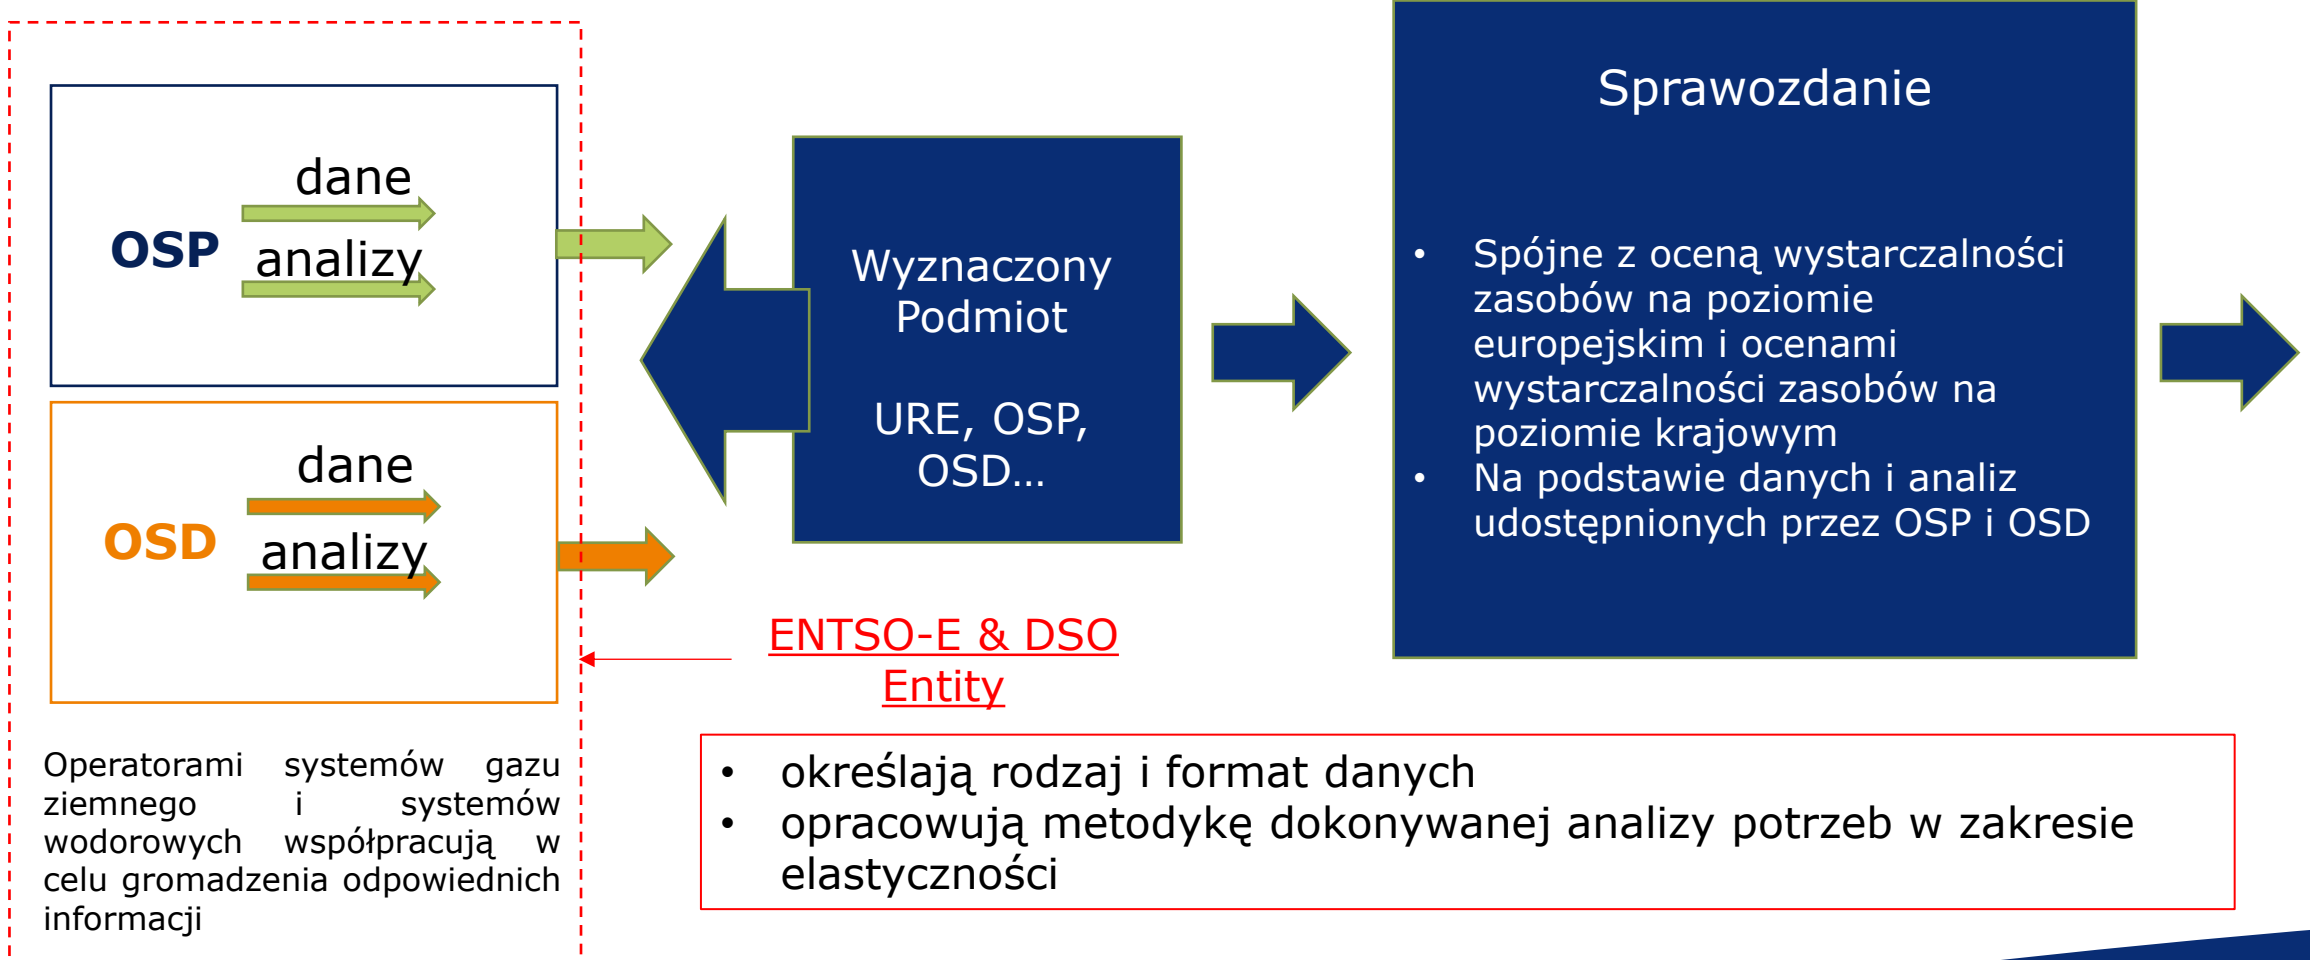 dane
OSP
analizy
dane
OSD
analizy
Operatorami systemów gazu
ziemnego i systemów
wodorowych współpracują w
celu gromadzenia odpowiednich
informacji
Wyznaczony
Podmiot
URE, OSP,
OSD…
ENTSO-E & DSO
Entity
Sprawozdanie
• Spójne z oceną wystarczalności
zasobów na poziomie
europejskim i ocenami
wystarczalności zasobów na
poziomie krajowym
• Na podstawie danych i analiz
udostępnionych przez OSP i OSD
• określają rodzaj i format danych
• opracowują metodykę dokonywanej analizy potrzeb w zakresie
elastyczności